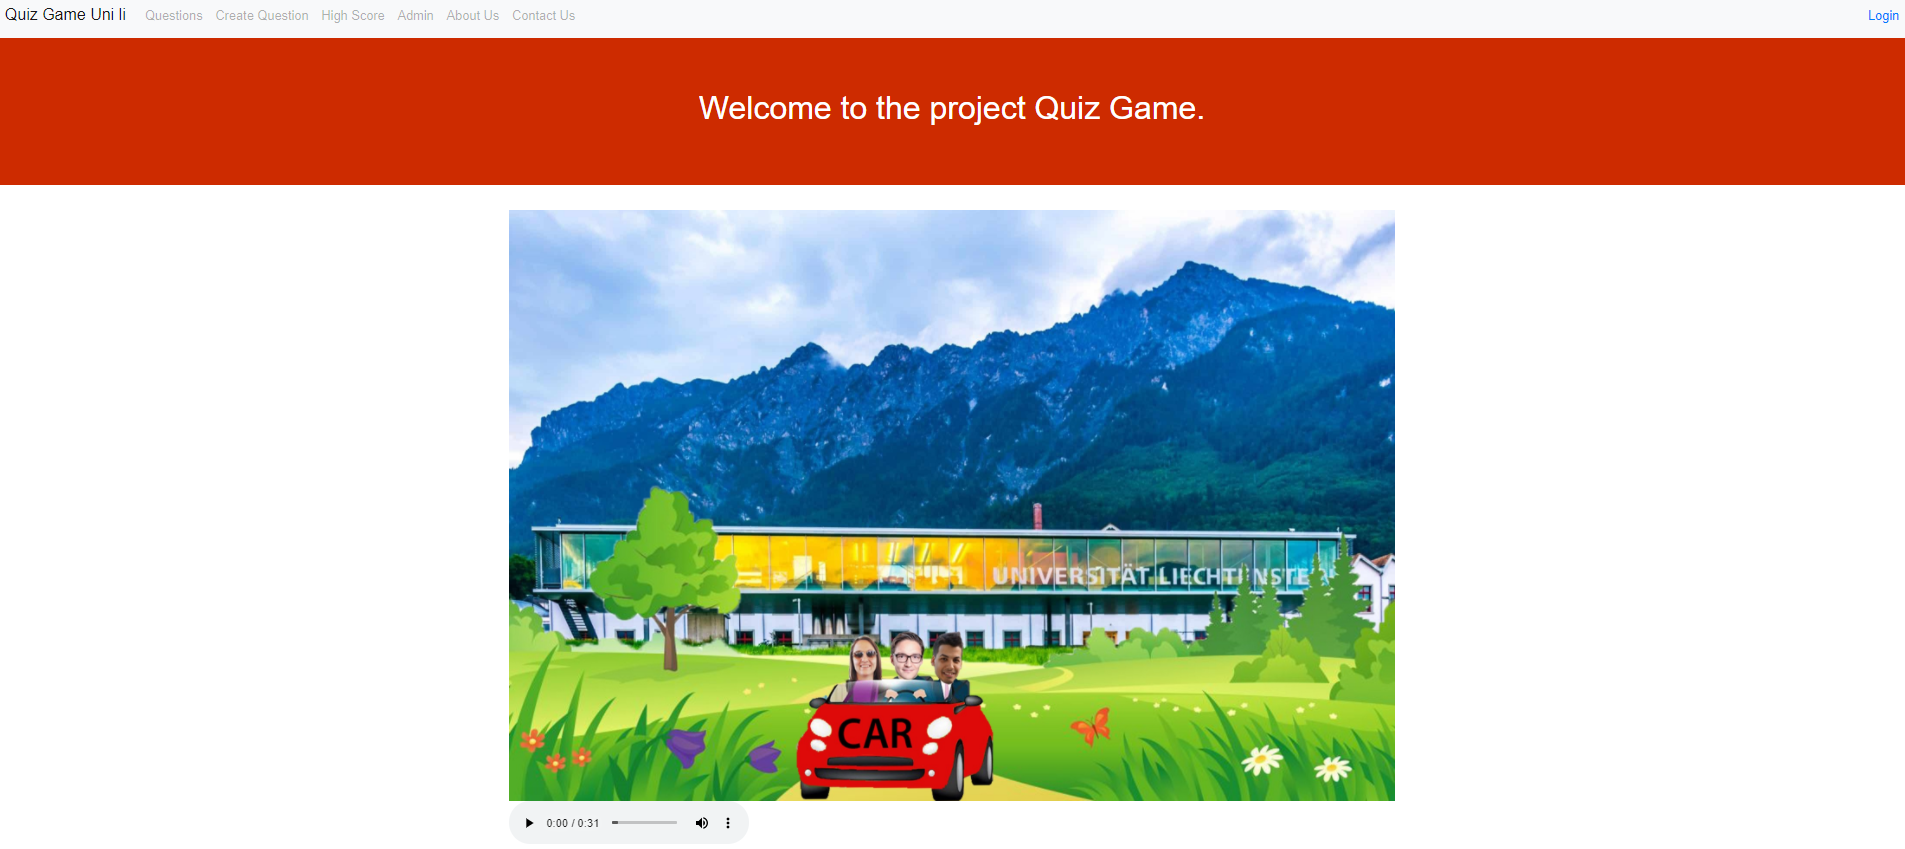 Quiz Game Uni li Questions Create Question High Score Admin About Us Contact Us Login
Welcome to the project Quiz Game.
UNIVERSITÄT LIECHTENSTE
CAR
0:00 / 0:31